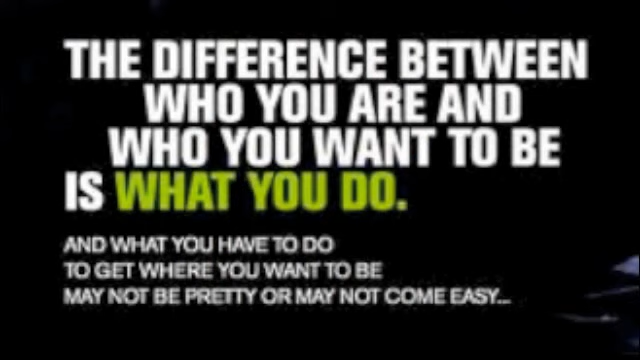 THE DIFFERENCE BETWEEN
WHO YOU ARE AND
WHO YOU WANT TO BE
IS WHAT YOU DO.
AND WHAT YOU HAVE TO DO
TO GET WHERE YOU WANT TO BE
MAY NOT BE PRETTY OR MAY NOT COME EASY...